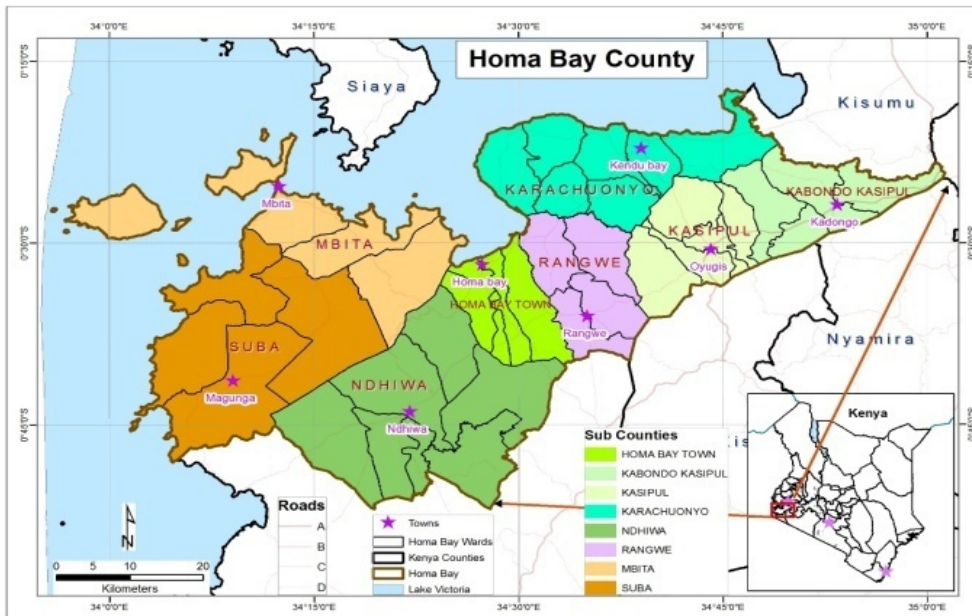 34°0'0"E 34°15'0"E 34°30'0"E 34°45'0"E 35°0'0"E
Homa Bay County
0°15'0"S
Siaya
Kisumu
Kendu bay
KARACHUONYO
KABONDO KASIPUL
Mbita
Kadongo
KASIPUL
MBITA
0°30'0"S
RANGWE
Oyugis
Homa bay
HOMA BAY TOWN
Rangwe
Nyamira
SUBA
NDHIWA
Magunga
Ndhiwa
0°45'0"S
Kenya
Sub Counties
HOMA BAY TOWN
KABONDO KASIPUL
KASIPUL
KARACHUONYO
NDHIWA
RANGWE
MBITA
SUBA
Roads
A
B
C
D
Towns
Homa Bay Wards
Kenya Counties
Homa Bay
Lake Victoria
N
0 5 10 20
Kilometers
34°0'0"E 34°15'0"E 34°30'0"E 34°45'0"E 35°0'0"E